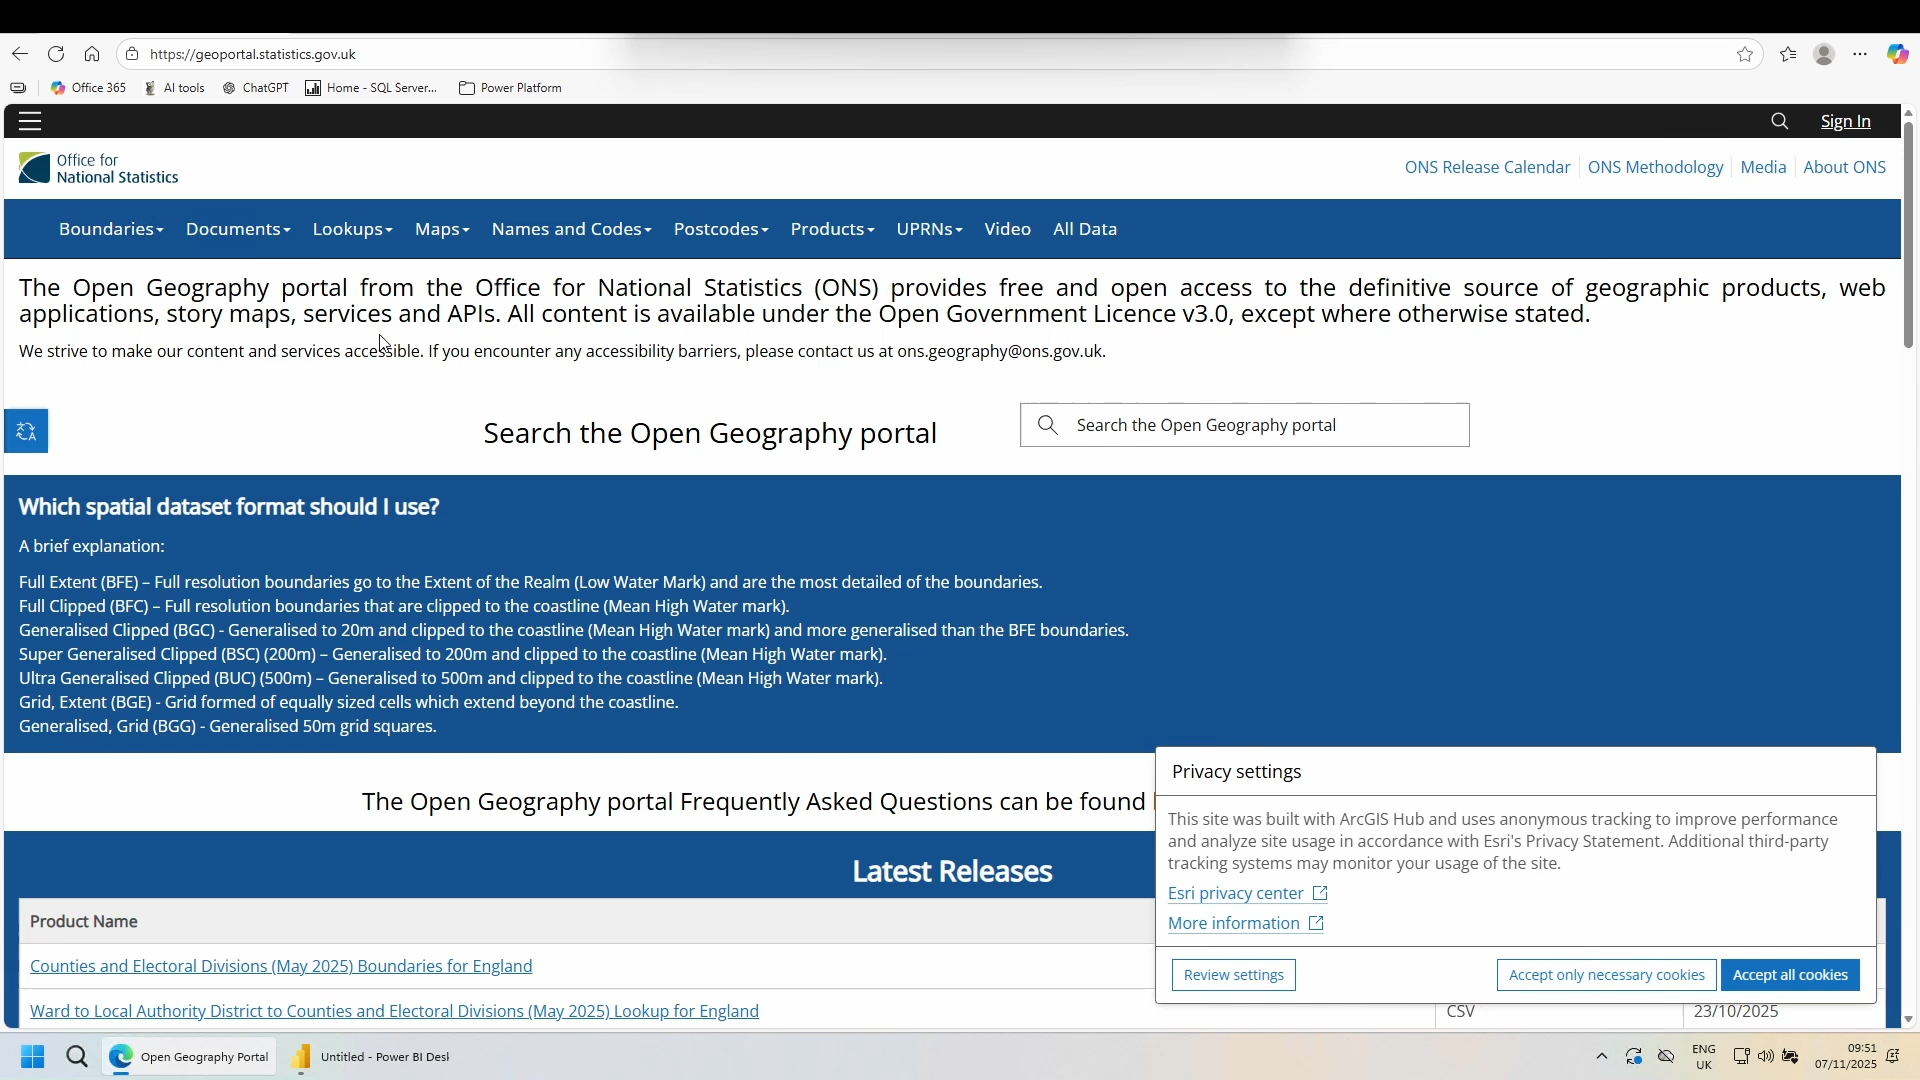 https://geoportal.statistics.gov.uk
Office 365 AI tools ChatGPT Home - SQL Server... Power Platform
Sign In
Office for
National Statistics
ONS Release Calendar ONS Methodology Media About ONS
Boundaries Documents Lookups Maps Names and Codes Postcodes Products UPRNs Video All Data
The Open Geography portal from the Office for National Statistics (ONS) provides free and open access to the definitive source of geographic products, web
applications, story maps, services and APIs. All content is available under the Open Government Licence v3.0, except where otherwise stated.
We strive to make our content and services accessible. If you encounter any accessibility barriers, please contact us at ons.geography@ons.gov.uk.
Search the Open Geography portal
Search the Open Geography portal
Which spatial dataset format should I use?
A brief explanation:
Full Extent (BFE) – Full resolution boundaries go to the Extent of the Realm (Low Water Mark) and are the most detailed of the boundaries.
Full Clipped (BFC) – Full resolution boundaries that are clipped to the coastline (Mean High Water mark).
Generalised Clipped (BGC) - Generalised to 20m and clipped to the coastline (Mean High Water mark) and more generalised than the BFE boundaries.
Super Generalised Clipped (BSC) (200m) – Generalised to 200m and clipped to the coastline (Mean High Water mark).
Ultra Generalised Clipped (BUC) (500m) – Generalised to 500m and clipped to the coastline (Mean High Water mark).
Grid, Extent (BGE) - Grid formed of equally sized cells which extend beyond the coastline.
Generalised, Grid (BGG) - Generalised 50m grid squares.
The Open Geography portal Frequently Asked Questions can be found
Latest Releases
Product Name
Counties and Electoral Divisions (May 2025) Boundaries for England
Ward to Local Authority District to Counties and Electoral Divisions (May 2025) Lookup for England
CSV
23/10/2025
Privacy settings
This site was built with ArcGIS Hub and uses anonymous tracking to improve performance
and analyze site usage in accordance with Esri's Privacy Statement. Additional third-party
tracking systems may monitor your usage of the site.
Esri privacy center
More information
Review settings Accept only necessary cookies Accept all cookies
Open Geography Portal Untitled - Power BI Desk
ENG
UK
09:51
07/11/2025